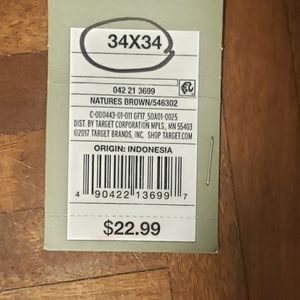 34X34
042 21 3699
NATURES BROWN/546302
C-000443-01-011 GF17_50A01-0025
DIST. BY TARGET CORPORATION MPLS., MN 55403
©2017 TARGET BRANDS, INC. SHOP TARGET.COM
ORIGIN: INDONESIA
4 90422 13699 7
$22.99